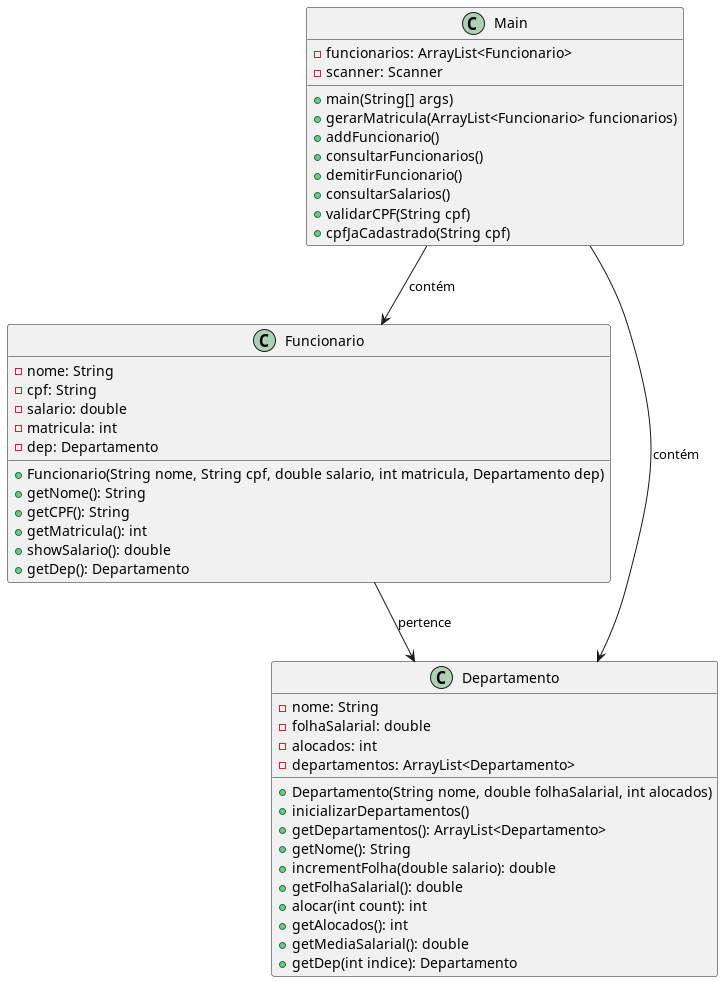 C Main
funcionarios: ArrayList<Funcionario>
scanner: Scanner
main(String[] args)
gerarMatricula(ArrayList<Funcionario> funcionarios)
addFuncionario()
consultarFuncionarios()
demitirFuncionario()
consultarSalarios()
validarCPF(String cpf)
cpfJaCadastrado(String cpf)
contém
C Funcionario
nome: String
cpf: String
salario: double
matricula: int
dep: Departamento
Funcionario(String nome, String cpf, double salario, int matricula, Departamento dep)
getNome(): String
getCPF(): String
getMatricula(): int
showSalario(): double
getDep(): Departamento
contém
pertence
C Departamento
nome: String
folhaSalarial: double
alocados: int
departamentos: ArrayList<Departamento>
Departamento(String nome, double folhaSalarial, int alocados)
inicializarDepartamentos()
getDepartamentos(): ArrayList<Departamento>
getNome(): String
incrementFolha(double salario): double
getFolhaSalarial(): double
alocar(int count): int
getAlocados(): int
getMediaSalarial(): double
getDep(int indice): Departamento